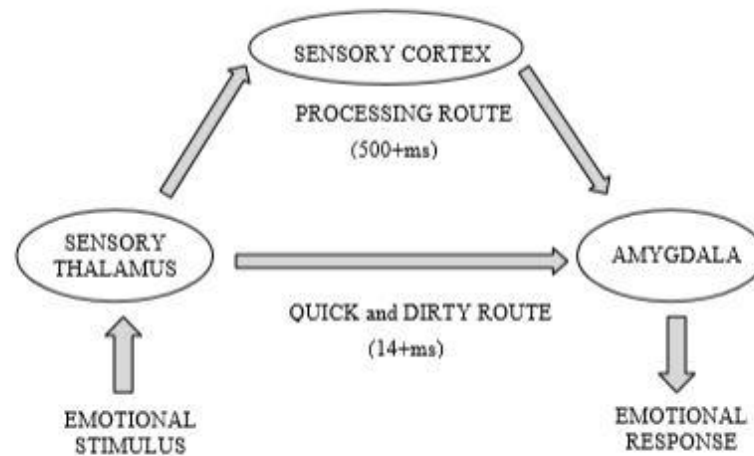 SENSORY CORTEX
PROCESSING ROUTE
(500+ms)
SENSORY
THALAMUS
AMYGDALA
QUICK and DIRTY ROUTE
(14+ms)
EMOTIONAL
STIMULUS
EMOTIONAL
RESPONSE